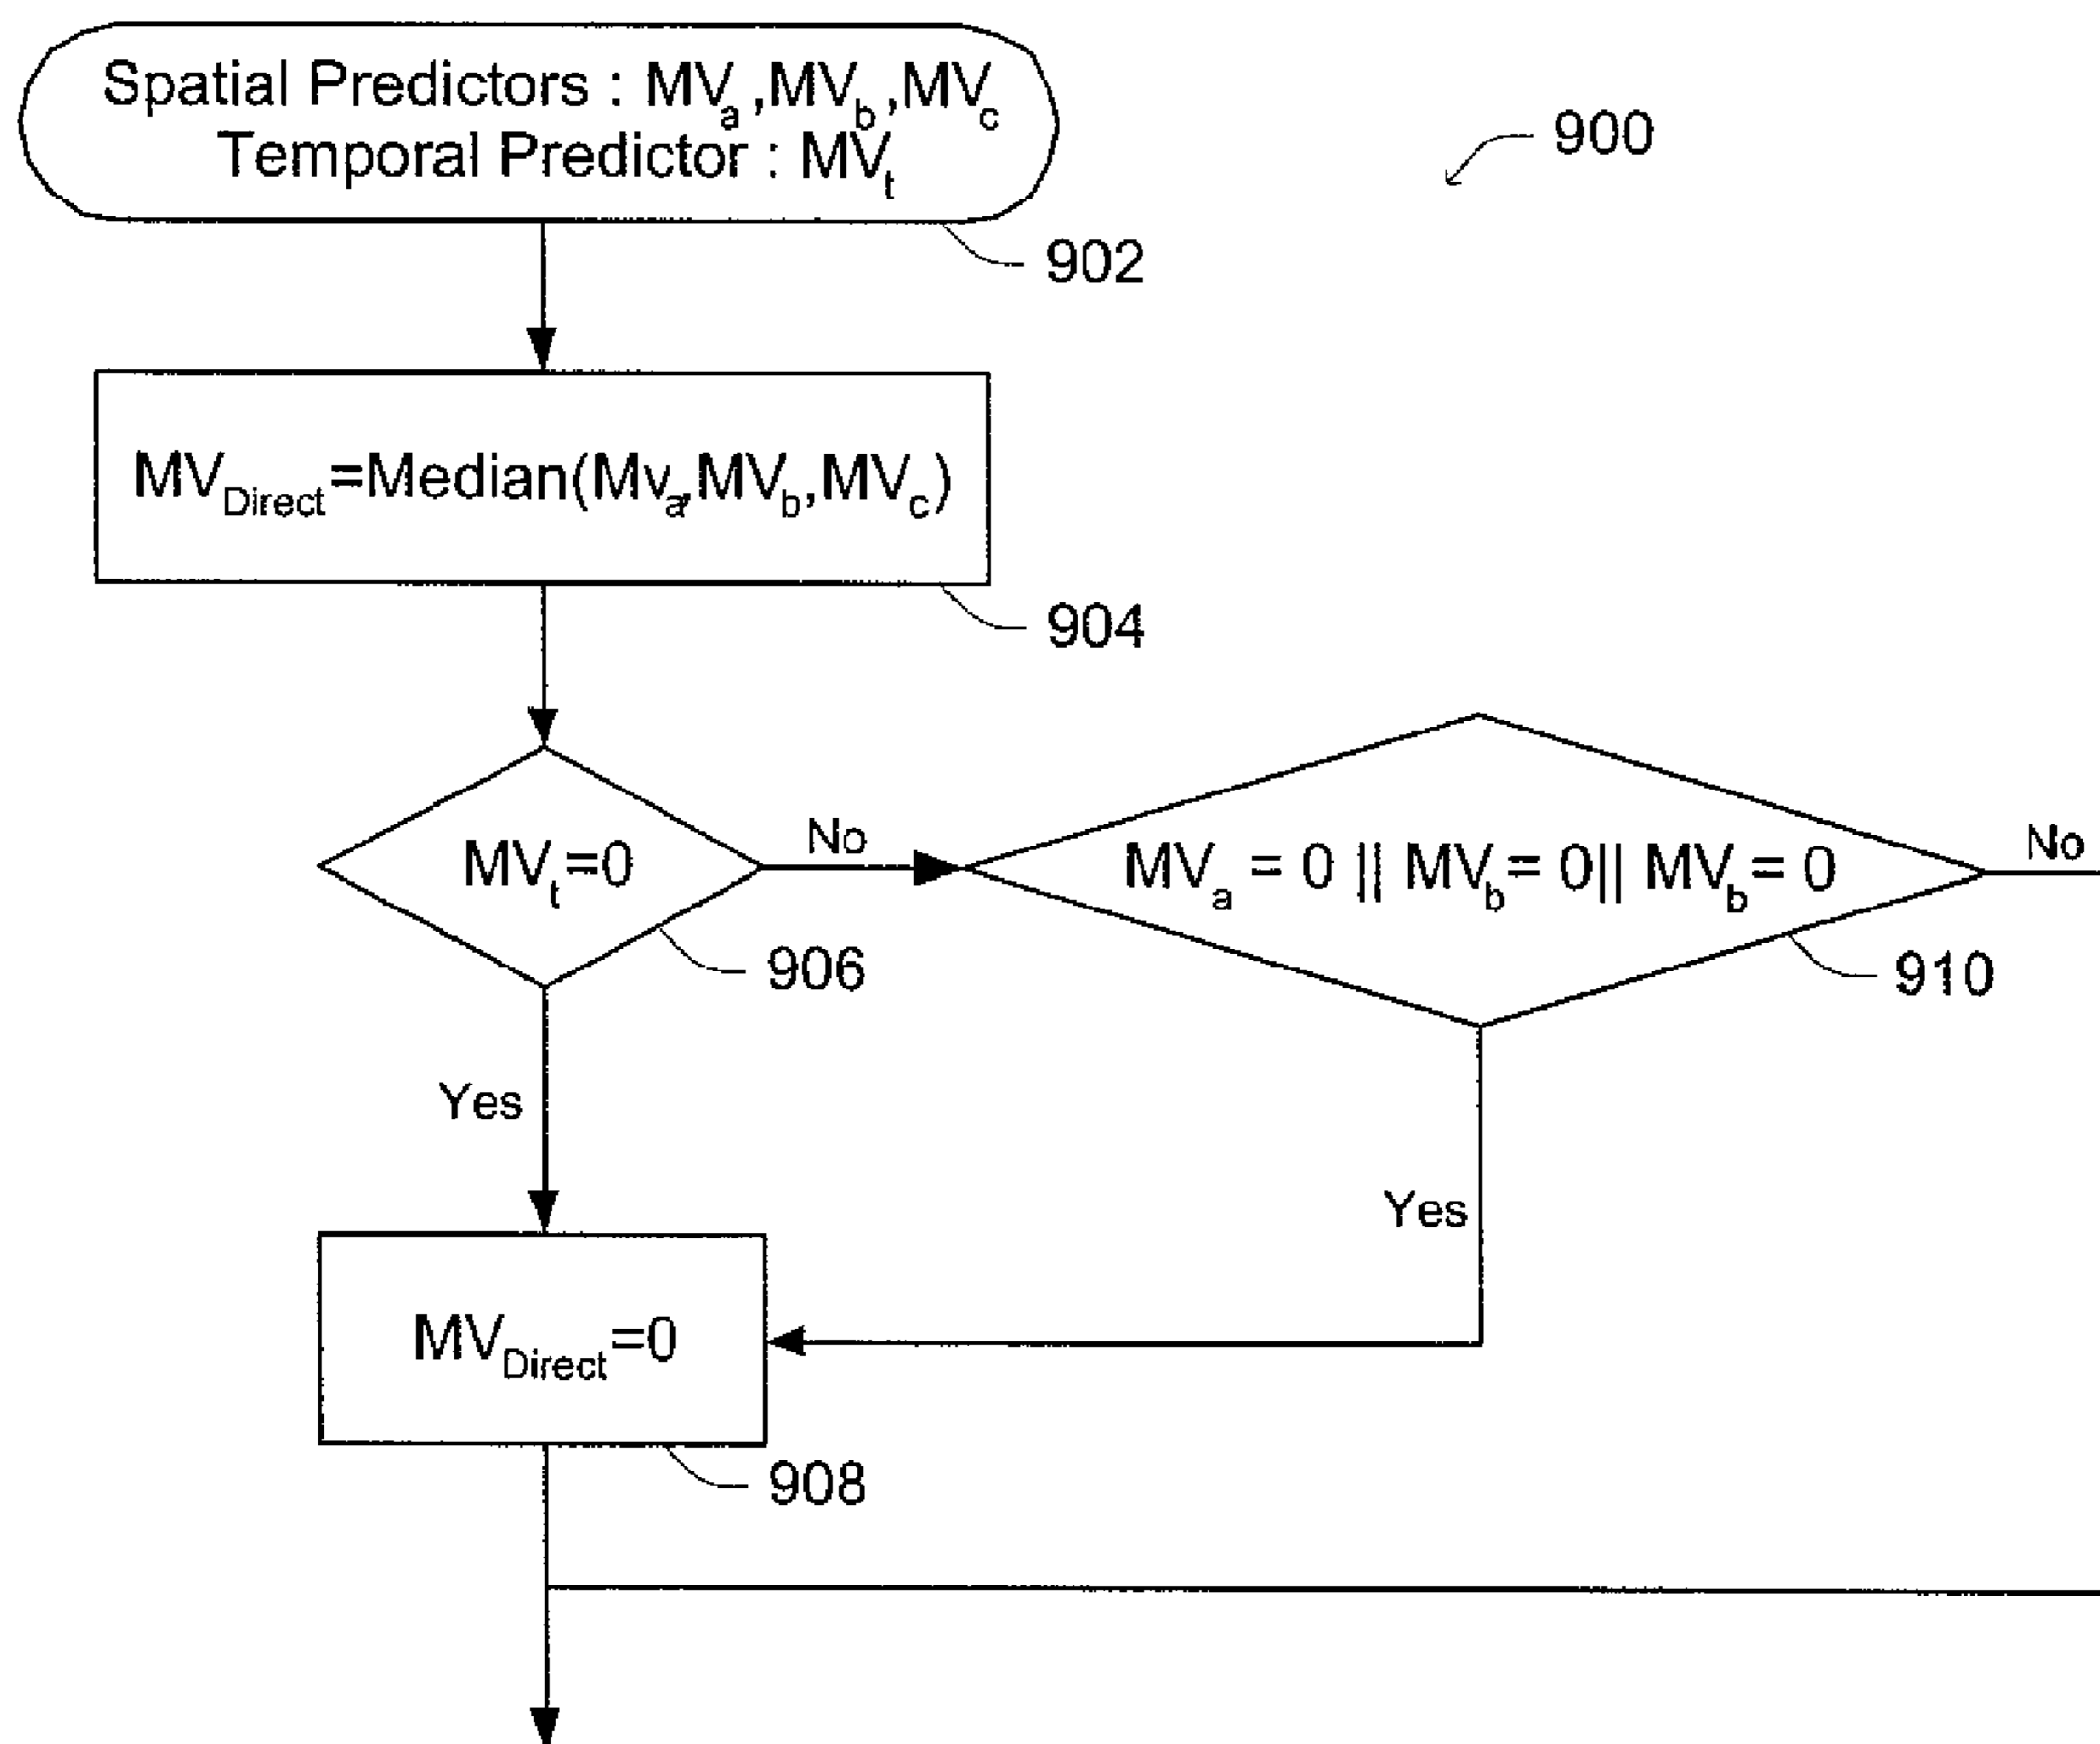 Spatial Predictors : MVa,MVb,MVc
Temporal Predictor : MVt
900
902
MVDirect=Median(Mva,MVb,MVc)
904
MVt=0
No
MVa = 0 || MVb= 0|| MVb= 0
No
906
910
Yes
Yes
MVDirect=0
908